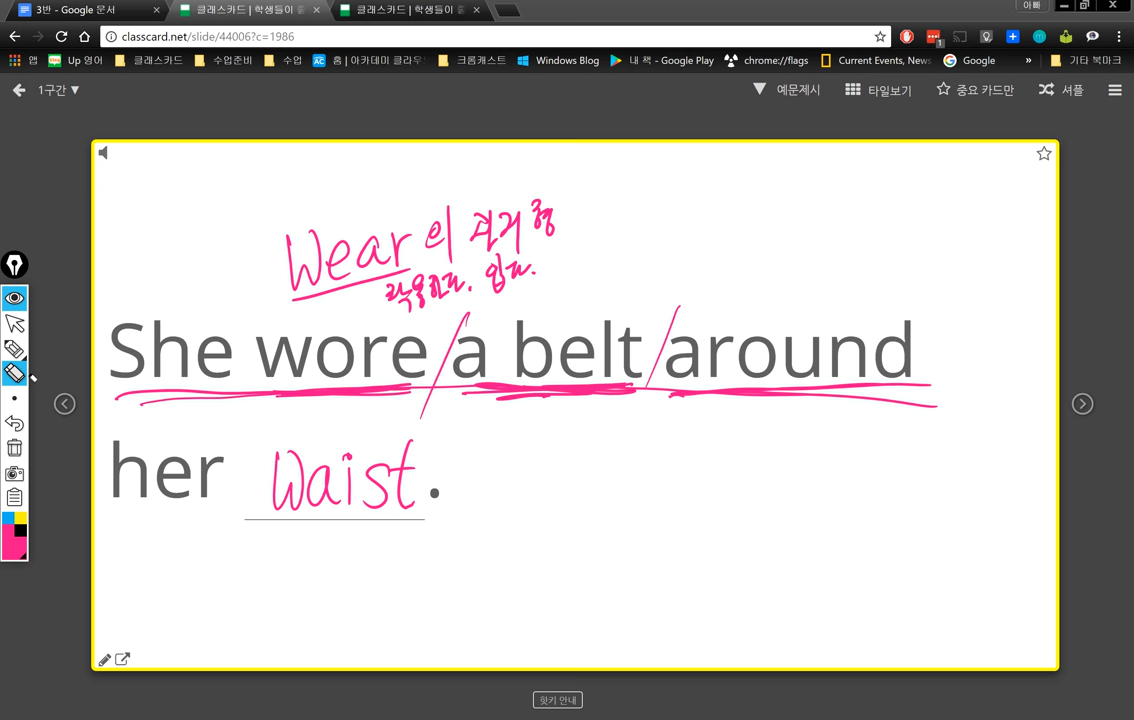 3반 - Google 문서
클래스카드 | 학생들이 줄
클래스카드 | 학생들이 줄
아빠
classcard.net/slide/44006?c=1986
앱 Up 영어 클래스카드 수업준비 수업 홈 | 아카데미 클라우 크롬캐스트 Windows Blog 내 책 - Google Play chrome://flags Current Events, News Google » 기타 북마크
1구간 ▼ ▼ 예문제시 타일보기 중요 카드만 셔플
Wear의 과거형
착용하다. 입다.
She wore / a belt / around
her Waist.
핫키 안내